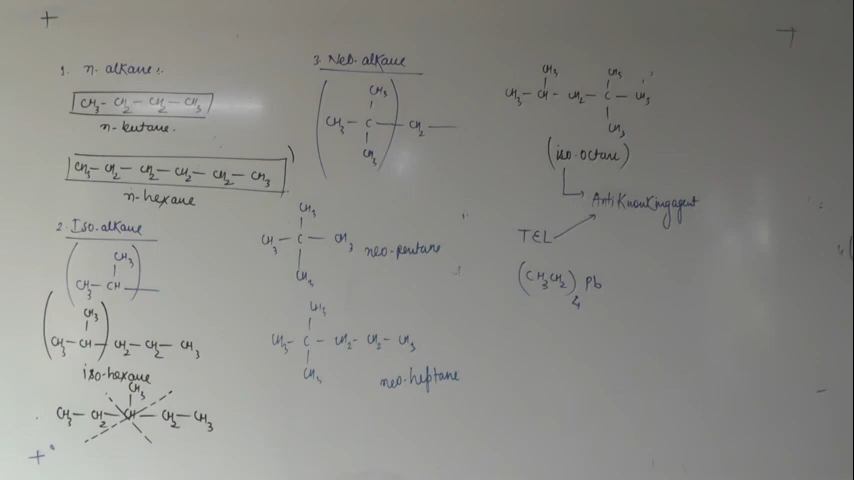 1. n-alkane:-
CH3-CH2-CH2-CH3
n-butane.
CH3-CH2-CH2-CH2-CH2-CH3
n-hexane
2. Iso-alkane
CH3
CH3-CH-
CH3
CH3-CH-CH2-CH2-CH3
iso-hexane
CH3
CH3-CH2-CH-CH2-CH3
3. Neo-alkane
CH3
CH3-C-CH2-
CH3
CH3
CH3-C-CH3
CH3
neo-pentane
CH3
CH3-C-CH2-CH2-CH3
CH3
neo-heptane
CH3 CH3
CH3-CH-CH2-C-CH3
CH3
(iso-octane)
Antiknockingagent
TEL
(CH3CH2)4 Pb